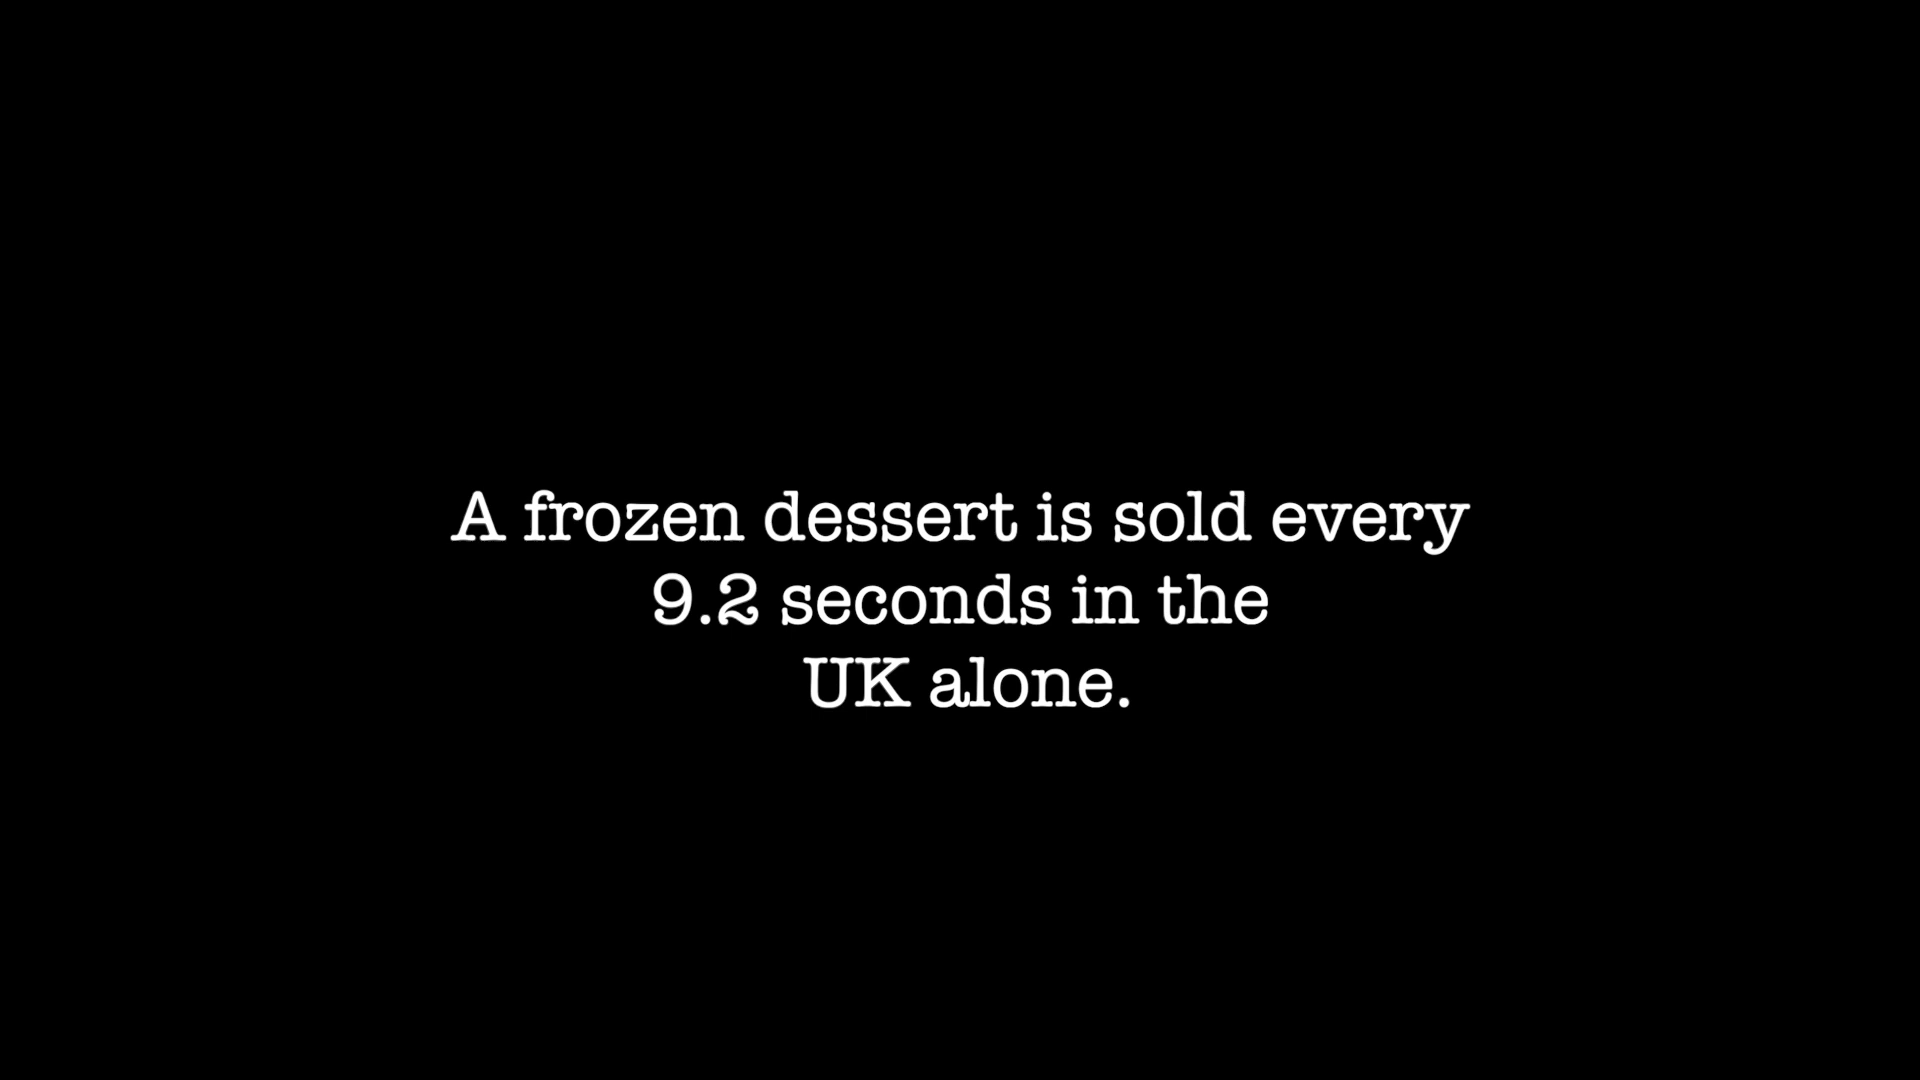 A frozen dessert is sold every
9.2 seconds in the
UK alone.